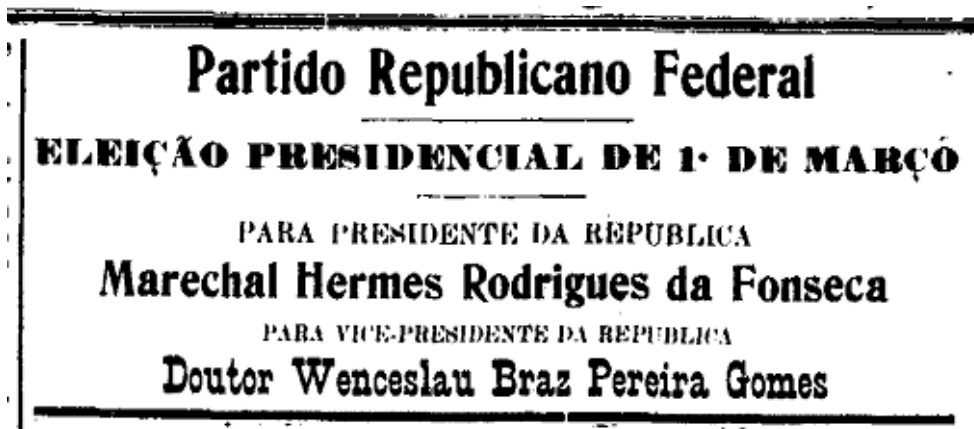 Partido Republicano Federal
ELEIÇÃO PRESIDENCIAL DE 1· DE MARÇO
PARA PRESIDENTE DA REPUBLICA
Marechal Hermes Rodrigues da Fonseca
PARA VICE-PRESIDENTE DA REPUBLICA
Doutor Wenceslau Braz Pereira Gomes